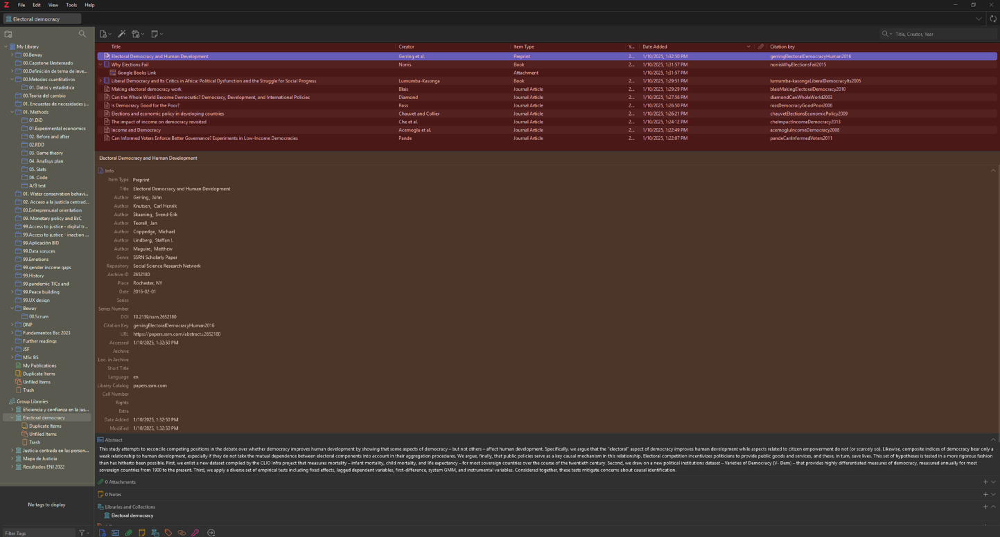 Z File Edit View Tools Help
Electoral democracy
Title, Creator, Year
My Library
00.Beway
00.Capstone Uexternado
00.Definición de tema de inve...
00.Metodos cuantitativos
01. Datos y estadistica
00.Teoria del cambio
01. Encuestas de necesidades j...
01. Methods
01.DiD
01.Experimental economics
02. Before and after
02.RDD
03. Game theory
04. Analisys plan
05. Stats
06. Code
A/B test
01. Water conservation behavi...
02. Acceso a la justicia centrad...
03.Entreprenurial orientation
09. Monetary policy and BsC
99.Access to justice - digital tr...
99.Access to justice - inaction ...
99.Aplicación BID
99.Data soruces
99.Emotions
99.gender income gaps
99.History
99.pandemic TICs and
99.Peace building
99.UX design
Beway
00.Scrum
DNP
Fundamentos Bsc 2023
Further readings
JSF
MSc BS
My Publications
Duplicate Items
Unfiled Items
Trash
Group Libraries
Eficiencia y confianza en la jus...
Electoral democracy
Duplicate Items
Unfiled Items
Trash
Justicia centrada en las person...
Mapa de Justicia
Resultados ENJ 2022
No tags to display
Filter Tags
Title Creator Item Type Y... Date Added Citation key
Electoral Democracy and Human Development Gerring et al. Preprint 2... 1/10/2025, 1:32:50 PM gerringElectoralDemocracyHuman2016
Why Elections Fail Norris Book 2... 1/10/2025, 1:31:57 PM norrisWhyElectionsFail2015
Google Books Link Attachment 1/10/2025, 1:31:57 PM
Liberal Democracy and Its Critics in Africa: Political Dysfunction and the Struggle for Social Progress Lumumba-Kasonga Book 2... 1/10/2025, 1:29:51 PM lumumba-kasongaLiberalDemocracyIts2005
Making electoral democracy work Blais Journal Article 2... 1/10/2025, 1:29:29 PM blaisMakingElectoralDemocracy2010
Can the Whole World Become Democratic? Democracy, Development, and International Policies Diamond Journal Article 2... 1/10/2025, 1:27:56 PM diamondCanWholeWorld2003
Is Democracy Good for the Poor? Ross Journal Article 2... 1/10/2025, 1:26:50 PM rossDemocracyGoodPoor2006
Elections and economic policy in developing countries Chauvet and Collier Journal Article 2... 1/10/2025, 1:26:21 PM chauvetElectionsEconomicPolicy2009
The impact of income on democracy revisited Che et al. Journal Article 2... 1/10/2025, 1:24:12 PM cheImpactIncomeDemocracy2013
Income and Democracy Acemoglu et al. Journal Article 2... 1/10/2025, 1:22:49 PM acemogluIncomeDemocracy2008
Can Informed Voters Enforce Better Governance? Experiments in Low-Income Democracies Pande Journal Article 2... 1/10/2025, 1:22:07 PM pandeCanInformedVoters2011
Electoral Democracy and Human Development
Info
Item Type Preprint
Title Electoral Democracy and Human Development
Author Gerring, John
Author Knutsen, Carl Henrik
Author Skaaning, Svend-Erik
Author Teorell, Jan
Author Coppedge, Michael
Author Lindberg, Staffan I.
Author Maguire, Matthew
Genre SSRN Scholarly Paper
Repository Social Science Research Network
Archive ID 2652180
Place Rochester, NY
Date 2016-02-01
Series
Series Number
DOI 10.2139/ssrn.2652180
Citation Key gerringElectoralDemocracyHuman2016
URL https://papers.ssrn.com/abstract=2652180
Accessed 1/10/2025, 1:32:50 PM
Archive
Loc. in Archive
Short Title
Language en
Library Catalog papers.ssrn.com
Call Number
Rights
Extra
Date Added 1/10/2025, 1:32:50 PM
Modified 1/10/2025, 1:32:50 PM
Abstract
This study attempts to reconcile competing positions in the debate over whether democracy improves human development by showing that some aspects of democracy – but not others – affect human development. Specifically, we argue that the "electoral" aspect of democracy improves human development while aspects related to citizen empowerment do not (or scarcely so). Likewise, composite indices of democracy bear only a
weak relationship to human development, especially if they do not take the mutual dependence between electoral components into account in their aggregation procedures. We argue, finally, that public policies serve as a key causal mechanism in this relationship. Electoral competition incentivizes politicians to provide public goods and services, and these, in turn, save lives. This set of hypotheses is tested in a more rigorous fashion
than has hitherto been possible. First, we enlist a new dataset compiled by the CLIO Infra project that measures mortality – infant mortality, child mortality, and life expectancy – for most sovereign countries over the course of the twentieth century. Second, we draw on a new political institutions dataset – Varieties of Democracy (V- Dem) – that provides highly differentiated measures of democracy, measured annually for most
sovereign countries from 1900 to the present. Third, we apply a diverse set of empirical tests including fixed effects, lagged dependent variables, first-difference, system GMM, and instrumental variables. Considered together, these tests mitigate concerns about causal identification.
0 Attachments
0 Notes
Libraries and Collections
Electoral democracy